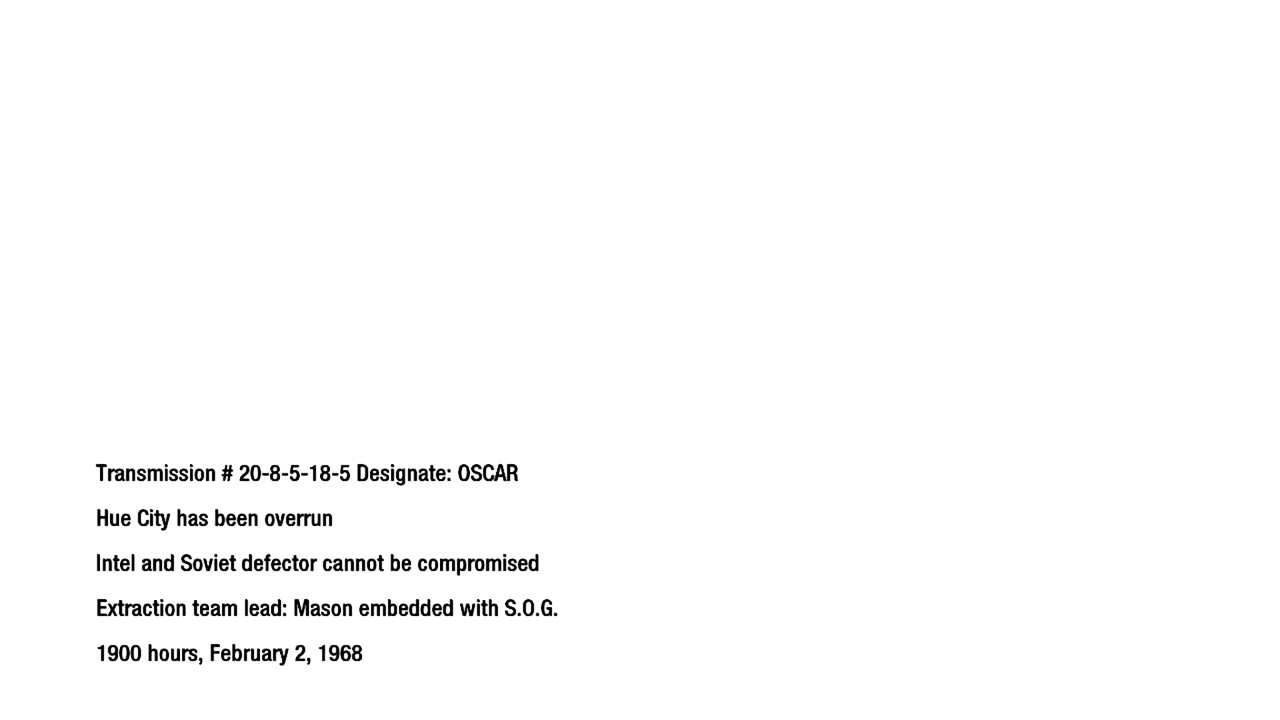 Transmission # 20-8-5-18-5 Designate: OSCAR
Hue City has been overrun
Intel and Soviet defector cannot be compromised
Extraction team lead: Mason embedded with S.O.G.
1900 hours, February 2, 1968